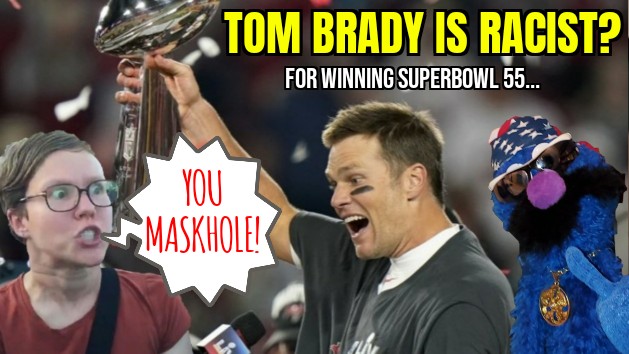 TOM BRADY IS RACIST?
FOR WINNING SUPERBOWL 55...
YOU
MASKHOLE!